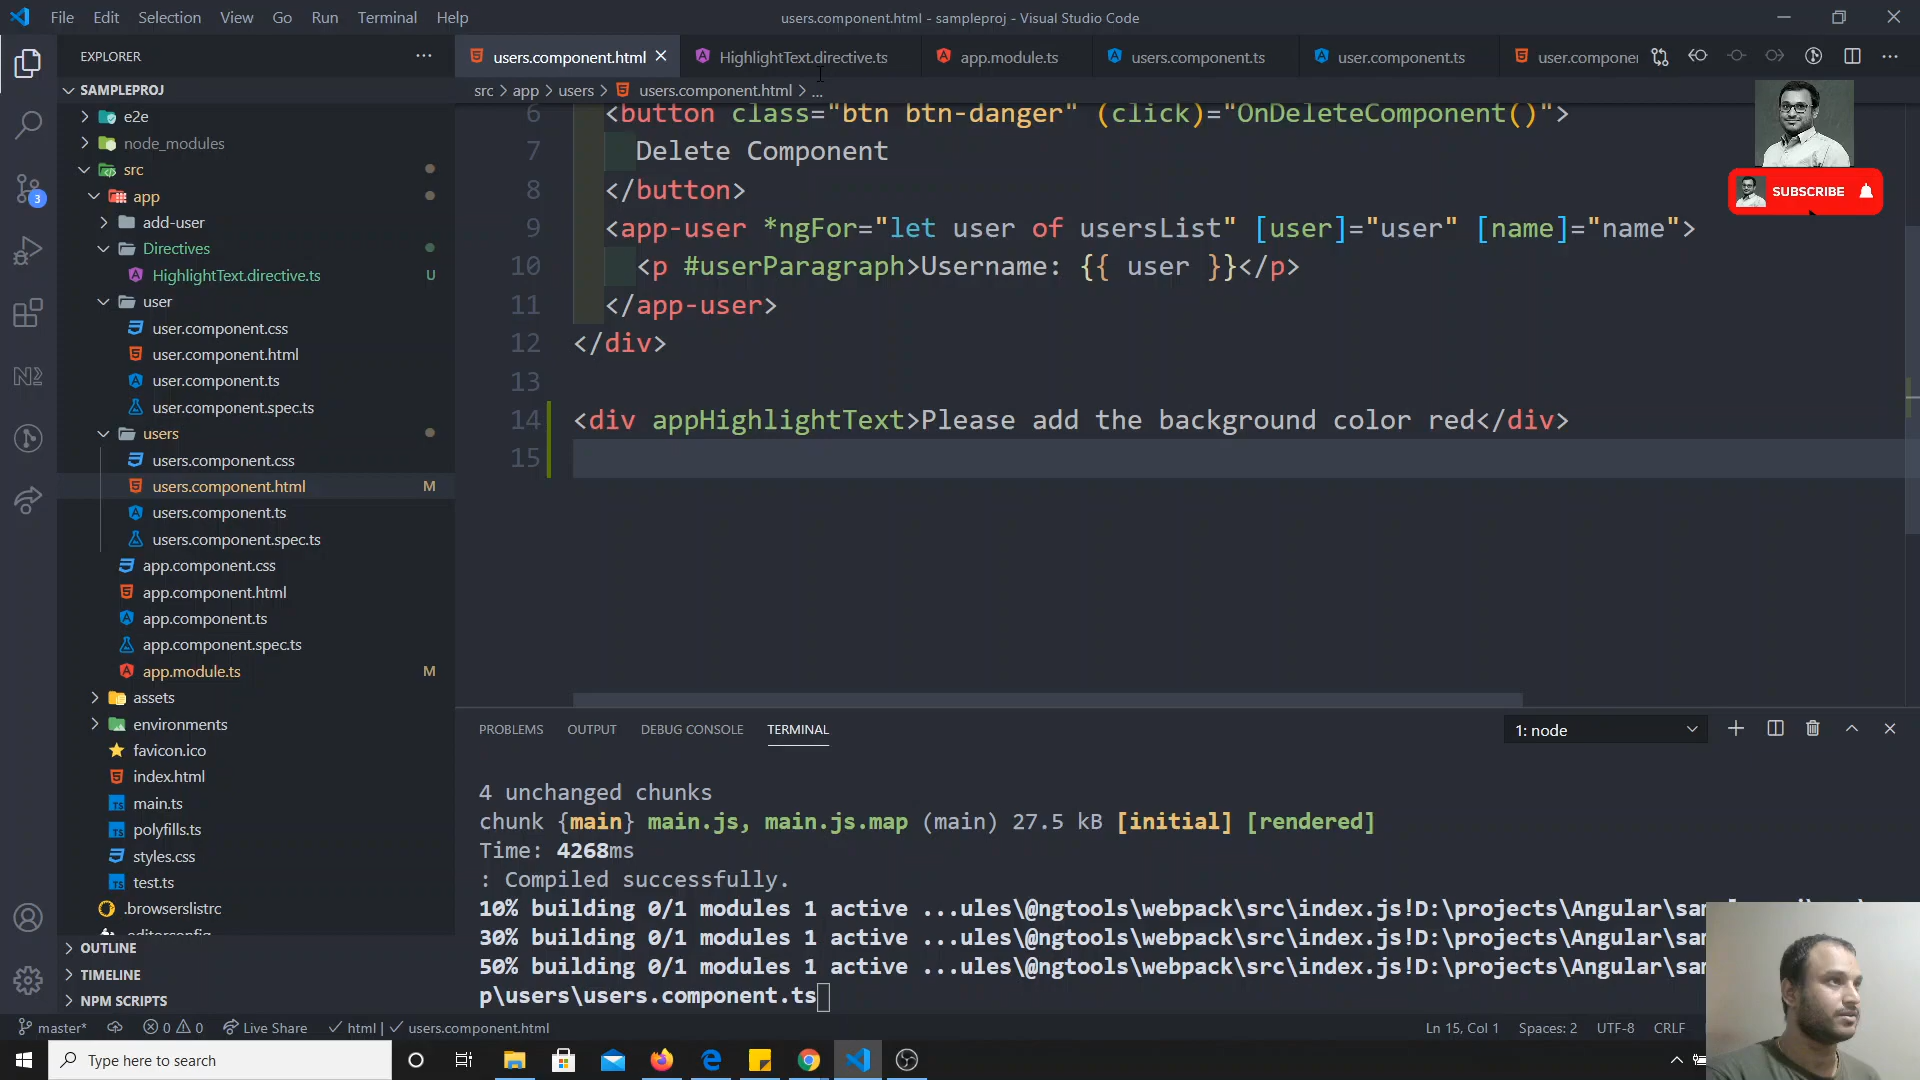 File Edit Selection View Go Run Terminal Help
users.component.html - sampleproj - Visual Studio Code
EXPLORER
users.component.html
HighlightText.directive.ts
app.module.ts
users.component.ts
user.component.ts
user.componer
SAMPLEPROJ
src > app > users > users.component.html > ...
e2e
node_modules
src
app
add-user
Directives
HighlightText.directive.ts U
user
user.component.css
user.component.html
user.component.ts
user.component.spec.ts
users
users.component.css
users.component.html M
users.component.ts
users.component.spec.ts
app.component.css
app.component.html
app.component.ts
app.component.spec.ts
app.module.ts M
assets
environments
favicon.ico
index.html
main.ts
polyfills.ts
styles.css
test.ts
.browserslistrc
.editorconfig
OUTLINE
TIMELINE
NPM SCRIPTS
3
6 <button class="btn btn-danger" (click)="OnDeleteComponent()">
7 Delete Component
8 </button>
9 <app-user *ngFor="let user of usersList" [user]="user" [name]="name">
10 <p #userParagraph>Username: {{ user }}</p>
11 </app-user>
12 </div>
13
14 <div appHighlightText>Please add the background color red</div>
15
SUBSCRIBE
PROBLEMS OUTPUT DEBUG CONSOLE TERMINAL
1: node
4 unchanged chunks
chunk {main} main.js, main.js.map (main) 27.5 kB [initial] [rendered]
Time: 4268ms
: Compiled successfully.
10% building 0/1 modules 1 active ...ules\@ngtools\webpack\src\index.js!D:\projects\Angular\sam
30% building 0/1 modules 1 active ...ules\@ngtools\webpack\src\index.js!D:\projects\Angular\sam
50% building 0/1 modules 1 active ...ules\@ngtools\webpack\src\index.js!D:\projects\Angular\sam
p\users\users.component.ts
master* 0 0 Live Share html | users.component.html
Ln 15, Col 1 Spaces: 2 UTF-8 CRLF
Type here to search